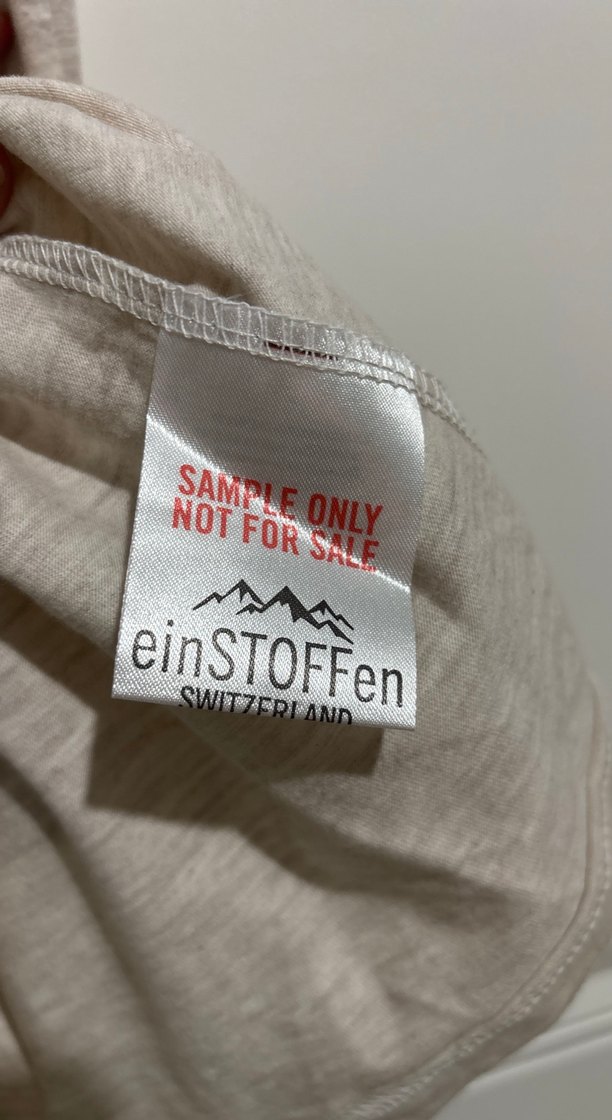 SAMPLE ONLY
NOT FOR SALE
einSTOFFen
SWITZERLAND